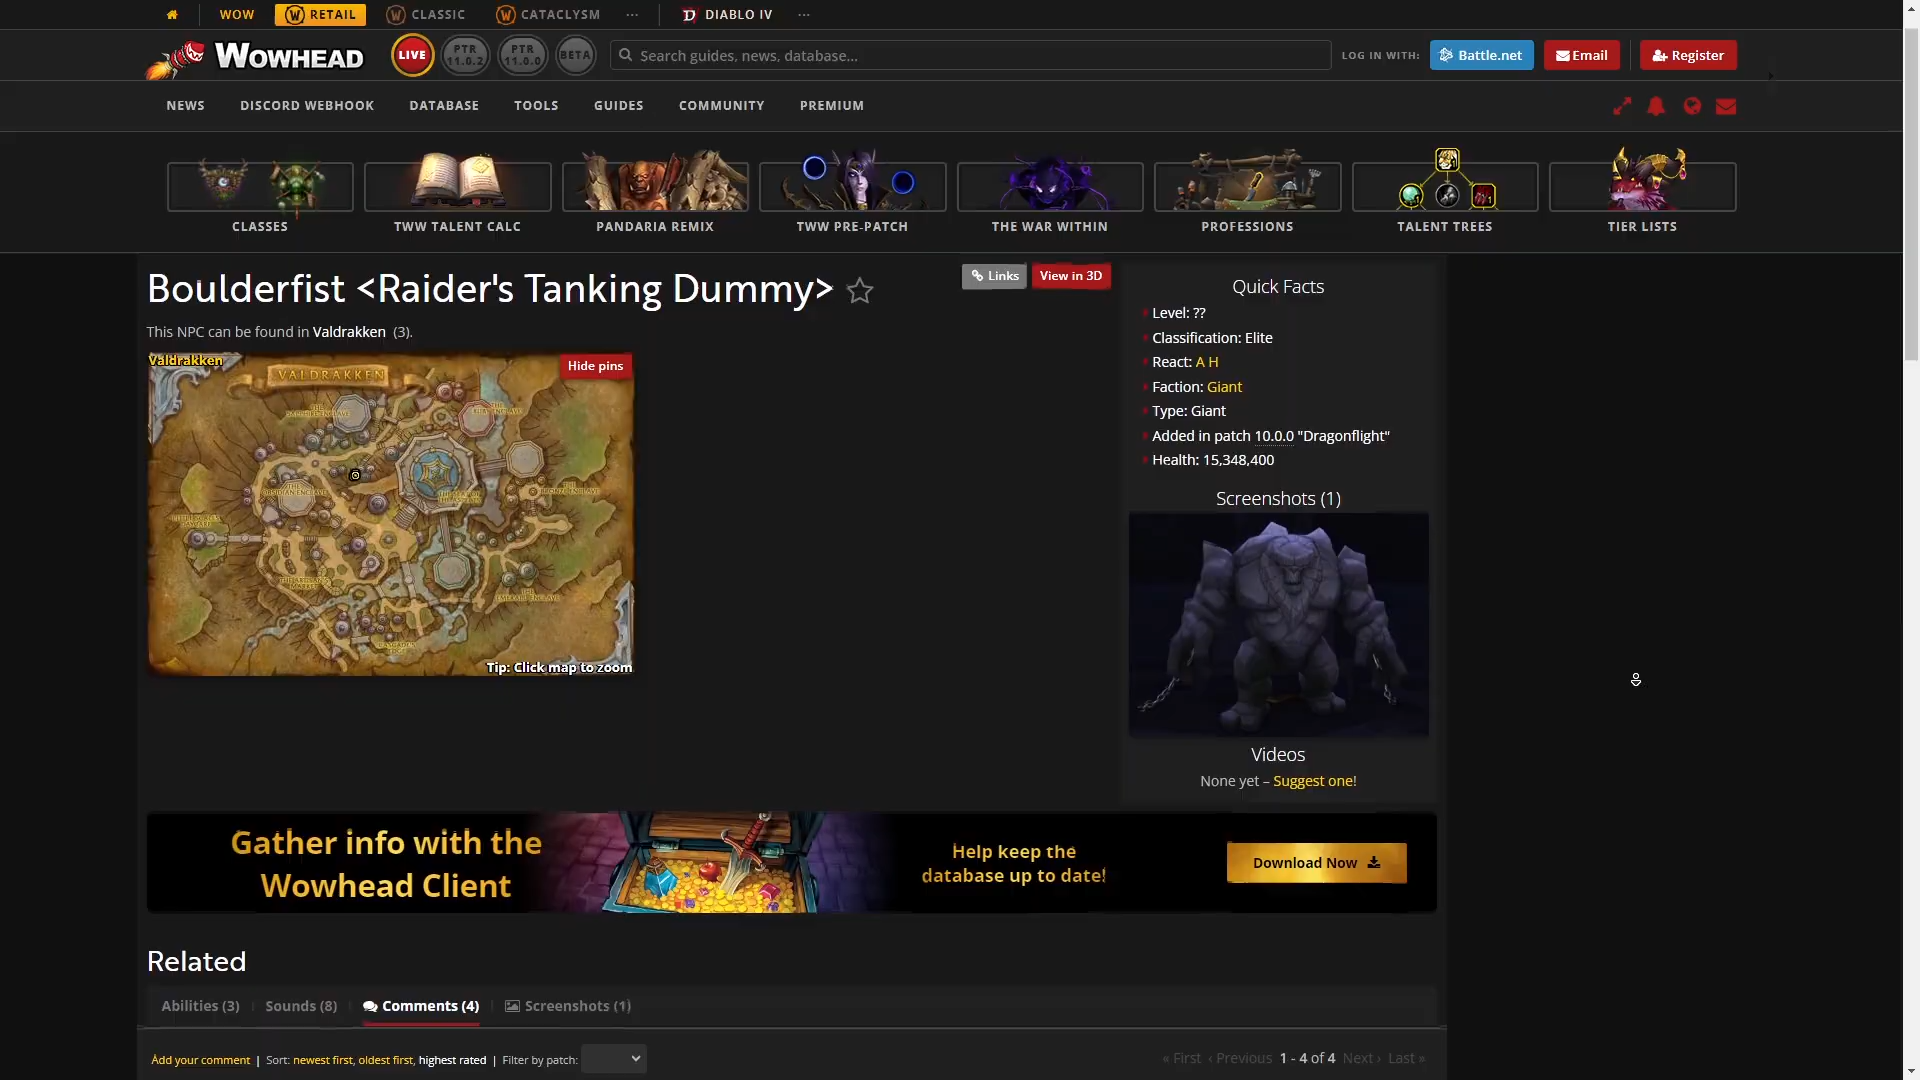 WOW
RETAIL
CLASSIC
CATACLYSM
DIABLO IV
WOWHEAD
LIVE
PTR
11.0.2
PTR
11.0.0
BETA
Search guides, news, database...
LOG IN WITH:
Battle.net
Email
Register
NEWS
DISCORD WEBHOOK
DATABASE
TOOLS
GUIDES
COMMUNITY
PREMIUM
CLASSES
TWW TALENT CALC
PANDARIA REMIX
TWW PRE-PATCH
THE WAR WITHIN
PROFESSIONS
TALENT TREES
TIER LISTS
Boulderfist <Raider's Tanking Dummy>
Links
View in 3D
This NPC can be found in Valdrakken (3).
Valdrakken
Hide pins
VALDRAKKEN
Tip: Click map to zoom
Quick Facts
Level: ??
Classification: Elite
React: A H
Faction: Giant
Type: Giant
Added in patch 10.0.0 "Dragonflight"
Health: 15,348,400
Screenshots (1)
Videos
None yet – Suggest one!
Gather info with the
Wowhead Client
Help keep the
database up to date!
Download Now
Related
Abilities (3)
Sounds (8)
Comments (4)
Screenshots (1)
Add your comment | Sort: newest first, oldest first, highest rated | Filter by patch:
« First ‹ Previous 1 - 4 of 4 Next › Last »